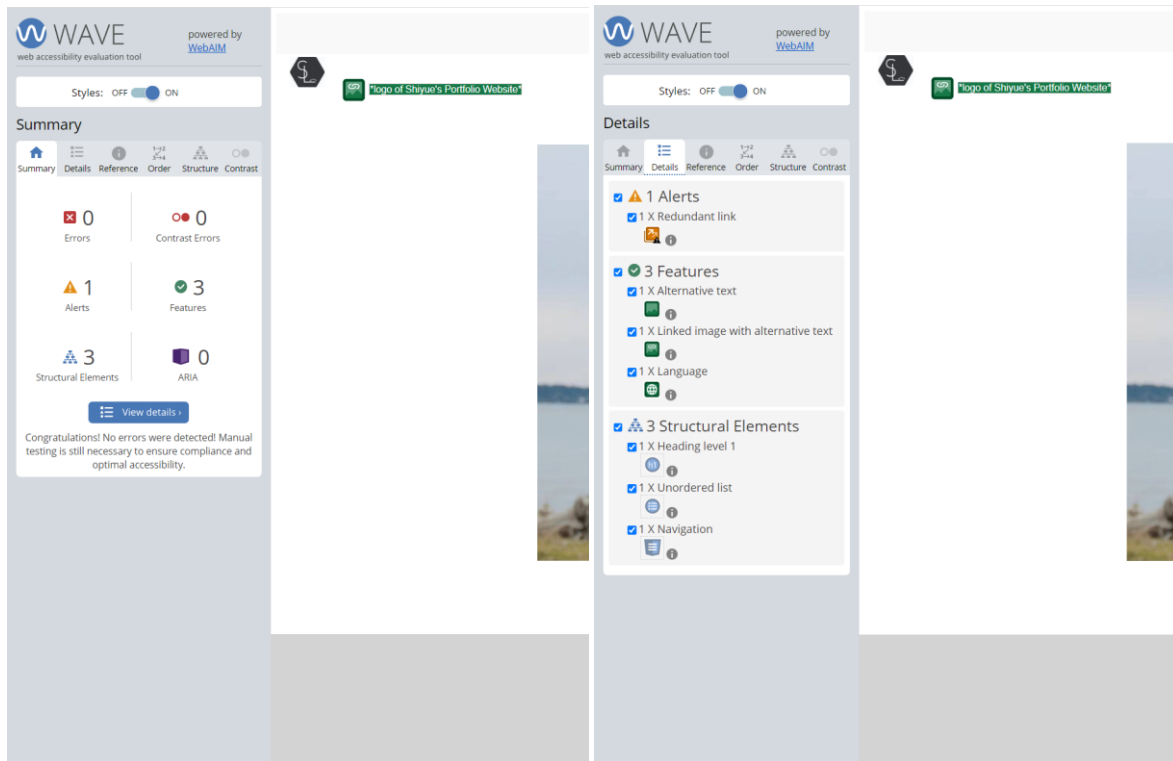 WAVE
powered by
WebAIM
web accessibility evaluation tool
Styles: OFF ON
Summary
Summary Details Reference Order Structure Contrast
0 0
Errors Contrast Errors
1 3
Alerts Features
3 0
Structural Elements ARIA
View details ›
Congratulations! No errors were detected! Manual
testing is still necessary to ensure compliance and
optimal accessibility.
SL
"logo of Shiyue's Portfolio Website"
WAVE
powered by
WebAIM
web accessibility evaluation tool
Styles: OFF ON
Details
Summary Details Reference Order Structure Contrast
1 Alerts
1 X Redundant link
3 Features
1 X Alternative text
1 X Linked image with alternative text
1 X Language
3 Structural Elements
1 X Heading level 1
h1
1 X Unordered list
1 X Navigation
SL
"logo of Shiyue's Portfolio Website"